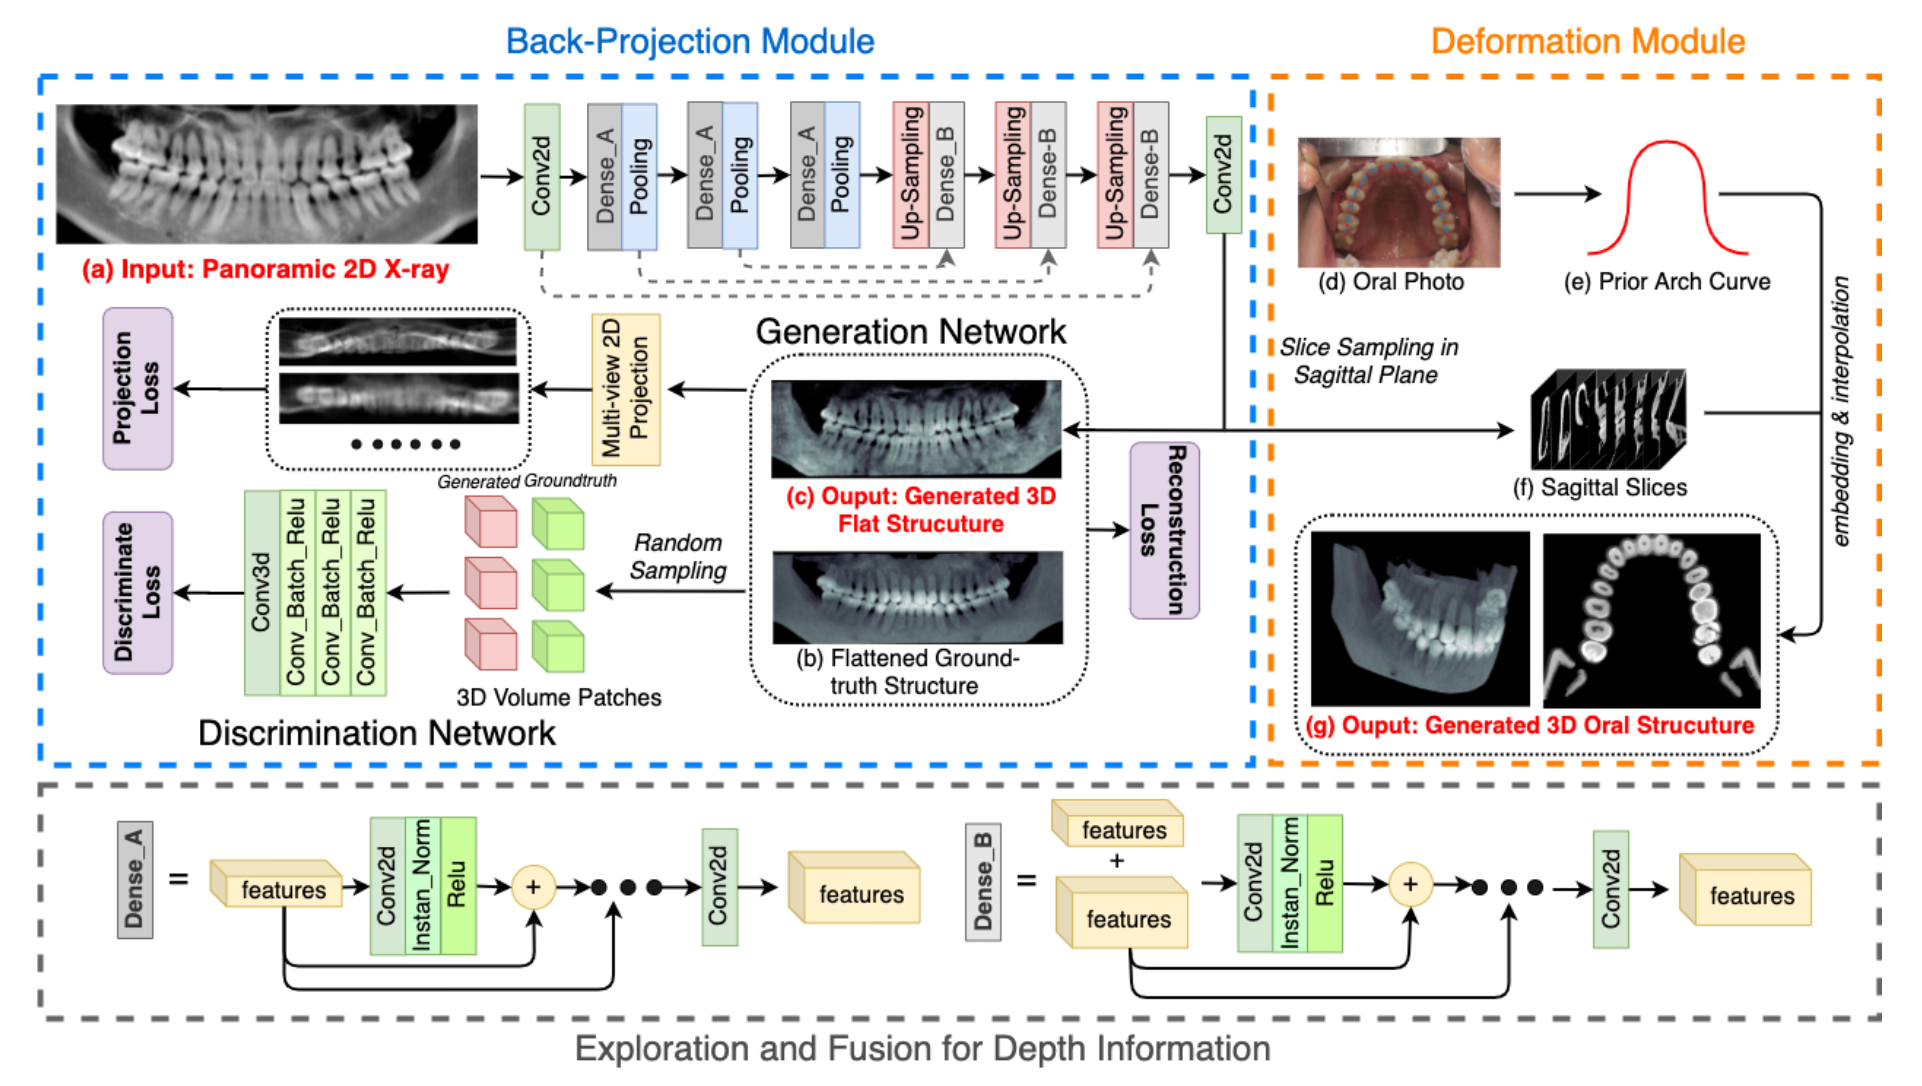 Back-Projection Module
Deformation Module
Conv2d
Dense_A
Pooling
Dense_A
Pooling
Dense_A
Pooling
Up-Sampling
Dense_B
Up-Sampling
Dense-B
Up-Sampling
Dense-B
Conv2d
(a) Input: Panoramic 2D X-ray
(d) Oral Photo
(e) Prior Arch Curve
Projection
Loss
Multi-view 2D
Projection
Generation Network
Slice Sampling in
Sagittal Plane
embedding & interpolation
(c) Ouput: Generated 3D
Flat Strucuture
Reconstruction
Loss
(f) Sagittal Slices
Generated Groundtruth
Discriminate
Loss
Conv3d
Conv_Batch_Relu
Conv_Batch_Relu
Conv_Batch_Relu
Random
Sampling
3D Volume Patches
(b) Flattened Ground-
truth Structure
(g) Ouput: Generated 3D Oral Strucuture
Discrimination Network
Dense_A
=
features
Conv2d
Instan_Norm
Relu
+
Conv2d
features
Dense_B
=
features
+
features
Conv2d
Instan_Norm
Relu
+
Conv2d
features
Exploration and Fusion for Depth Information